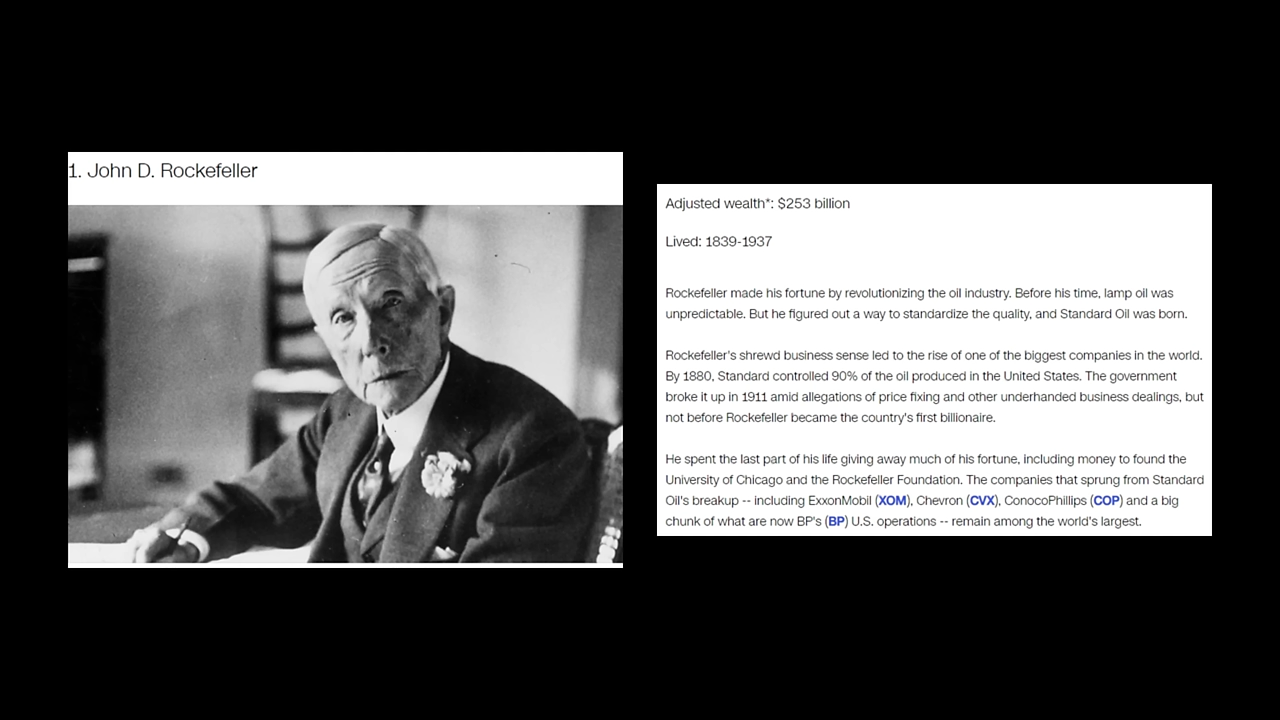 1. John D. Rockefeller
Adjusted wealth*: $253 billion
Lived: 1839-1937
Rockefeller made his fortune by revolutionizing the oil industry. Before his time, lamp oil was
unpredictable. But he figured out a way to standardize the quality, and Standard Oil was born.
Rockefeller's shrewd business sense led to the rise of one of the biggest companies in the world.
By 1880, Standard controlled 90% of the oil produced in the United States. The government
broke it up in 1911 amid allegations of price fixing and other underhanded business dealings, but
not before Rockefeller became the country's first billionaire.
He spent the last part of his life giving away much of his fortune, including money to found the
University of Chicago and the Rockefeller Foundation. The companies that sprung from Standard
Oil's breakup -- including ExxonMobil (XOM), Chevron (CVX), ConocoPhillips (COP) and a big
chunk of what are now BP's (BP) U.S. operations -- remain among the world's largest.